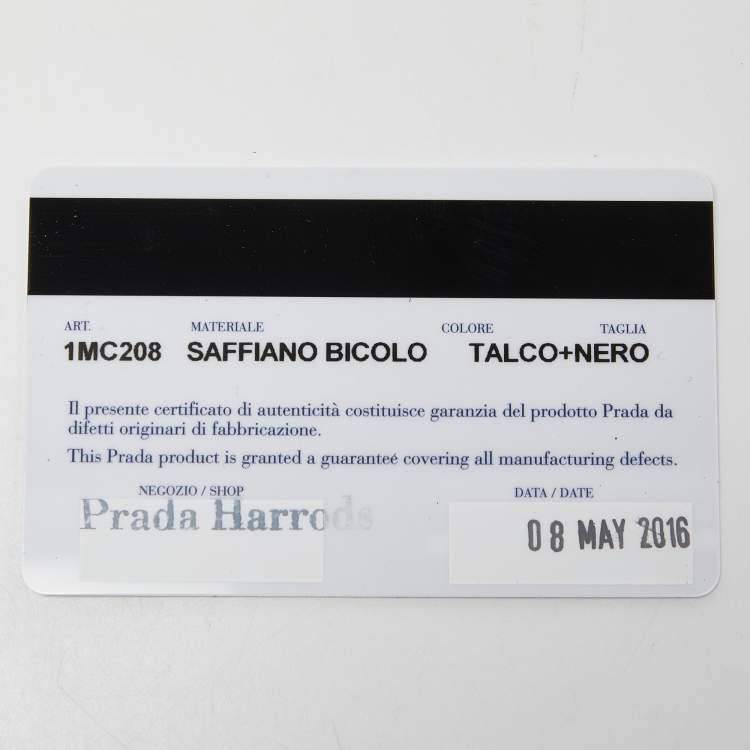 ART. MATERIALE COLORE TAGLIA
1MC208 SAFFIANO BICOLO TALCO+NERO
Il presente certificato di autenticità costituisce garanzia del prodotto Prada da
difetti originari di fabbricazione.
This Prada product is granted a guaranteé covering all manufacturing defects.
NEGOZIO / SHOP DATA / DATE
Prada Harrods 08 MAY 2016